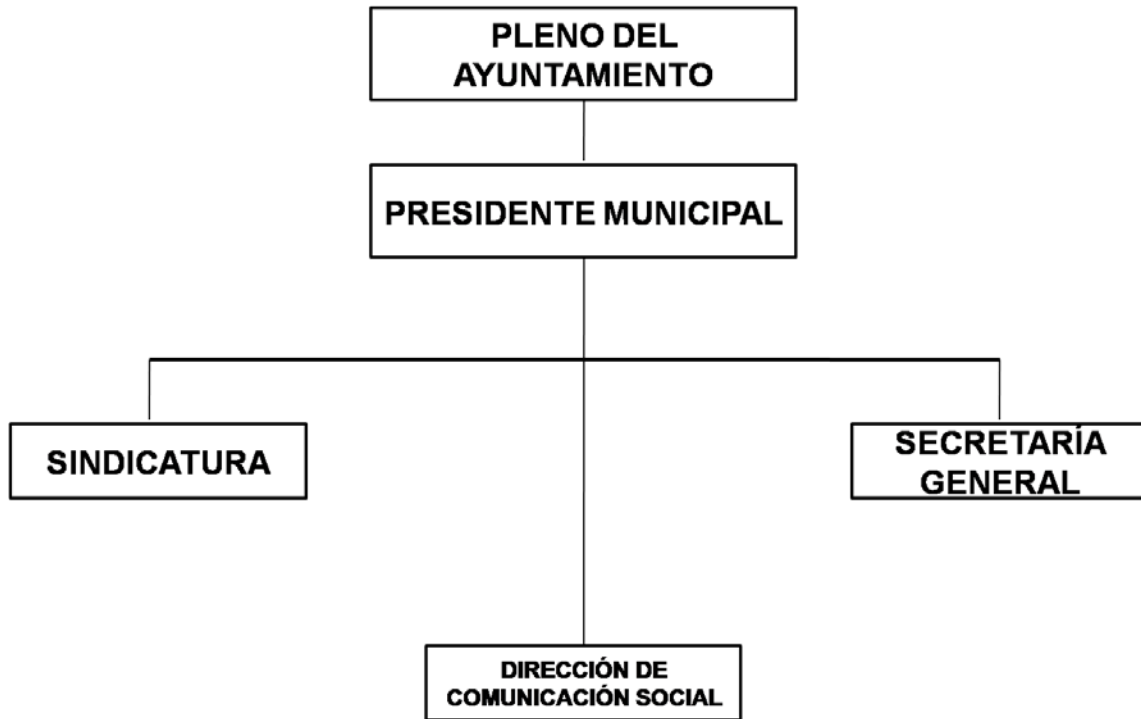 PLENO DEL
AYUNTAMIENTO
PRESIDENTE MUNICIPAL
SINDICATURA
SECRETARÍA
GENERAL
DIRECCIÓN DE
COMUNICACIÓN SOCIAL